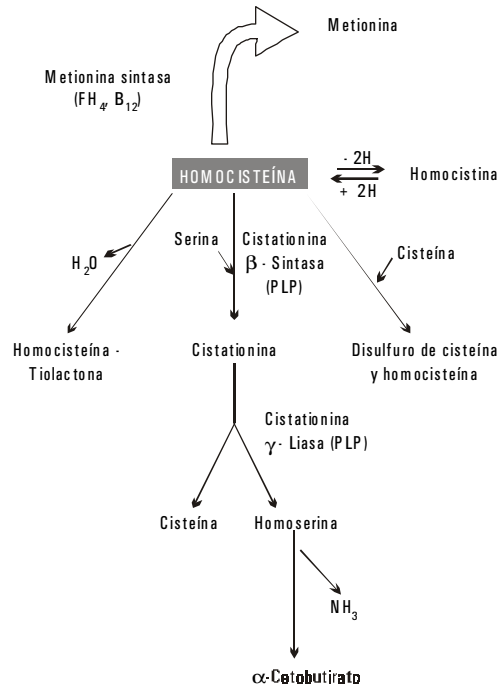 Metionina
Metionina sintasa
(FH4, B12)
HOMOCISTEÍNA
- 2H
+ 2H
Homocistina
H2O
Serina
Cistationina
β - Sintasa
(PLP)
Cisteína
Homocisteína -
Tiolactona
Cistationina
Disulfuro de cisteína
y homocisteína
Cistationina
γ - Liasa (PLP)
Cisteína
Homoserina
NH3